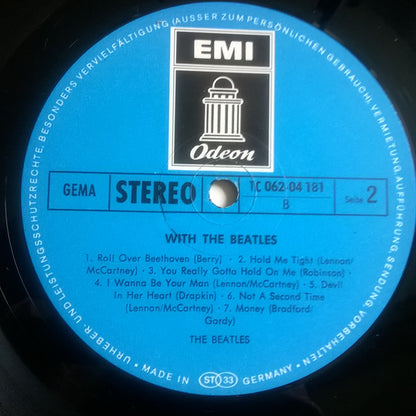 URHEBER- UND LEISTUNGSSCHUTZRECHTE, BESONDERS VERVIELFÄLTIGUNG (AUSSER ZUM PERSÖNLICHEN GEBRAUCH), VERMIETUNG, AUFFÜHRUNG, SENDUNG VORBEHALTEN
EMI
Odeon
GEMA
STEREO
1C 062-04 181
B
Seite 2
WITH THE BEATLES
1. Roll Over Beethoven (Berry) · 2. Hold Me Tight (Lennon/
McCartney) · 3. You Really Gotta Hold On Me (Robinson)
4. I Wanna Be Your Man (Lennon/McCartney) · 5. Devil
In Her Heart (Drapkin) · 6. Not A Second Time
(Lennon/McCartney) · 7. Money (Bradford/
Gordy)
THE BEATLES
· MADE IN ST 33 GERMANY ·